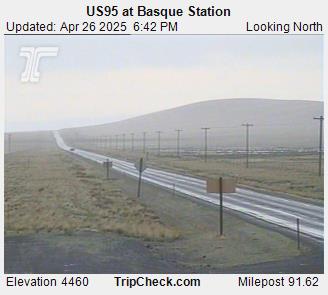 US95 at Basque Station
Updated: Apr 26 2025 6:42 PM Looking North
Elevation 4460 TripCheck.com Milepost 91.62